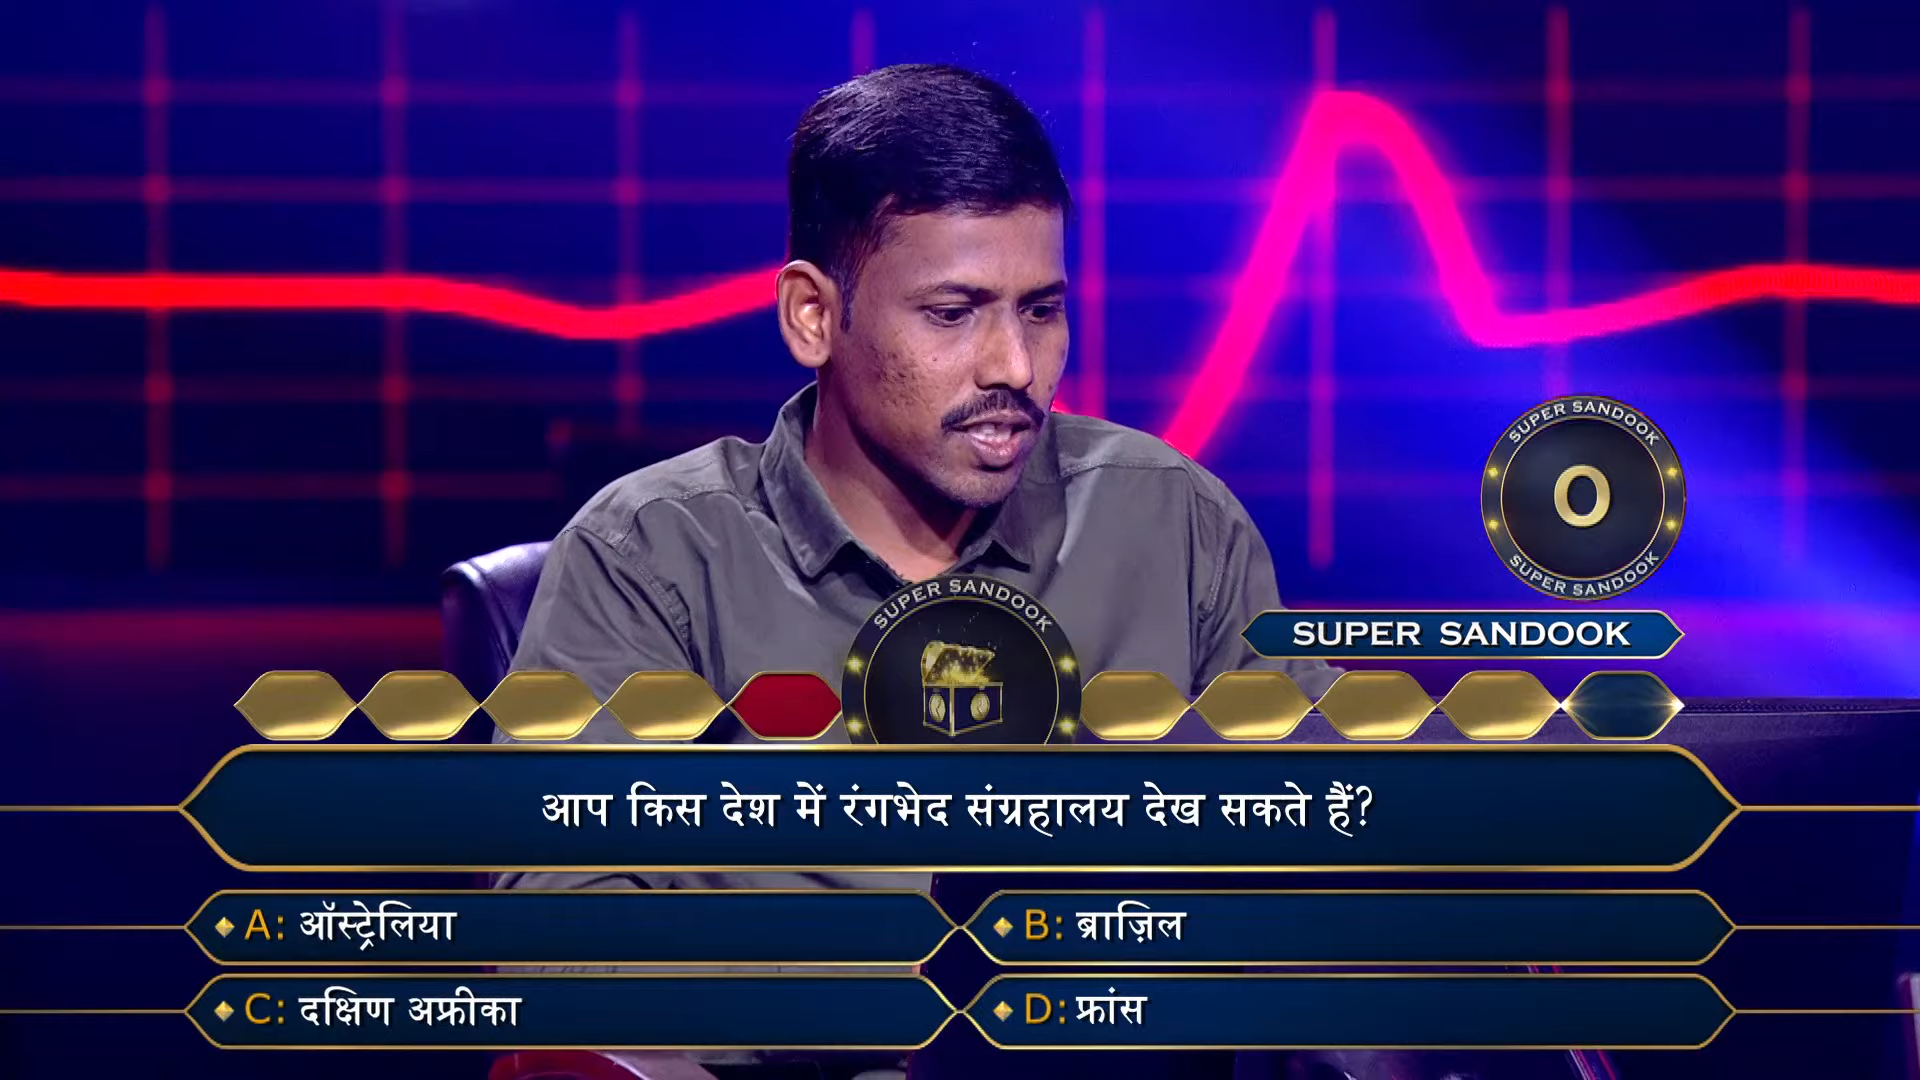 SUPER SANDOOK
0
SUPER SANDOOK
SUPER SANDOOK
SUPER SANDOOK
आप किस देश में रंगभेद संग्रहालय देख सकते हैं?
A: ऑस्ट्रेलिया
B: ब्राज़िल
C: दक्षिण अफ्रीका
D: फ्रांस